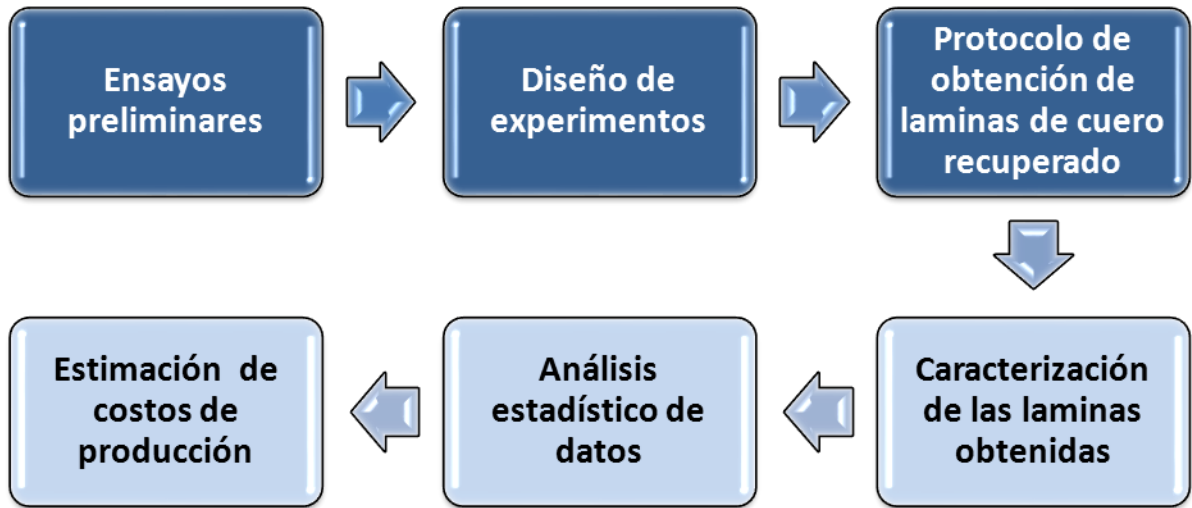 Ensayos
preliminares
Diseño de
experimentos
Protocolo de
obtención de
laminas de cuero
recuperado
Caracterización
de las laminas
obtenidas
Análisis
estadístico de
datos
Estimación de
costos de
producción